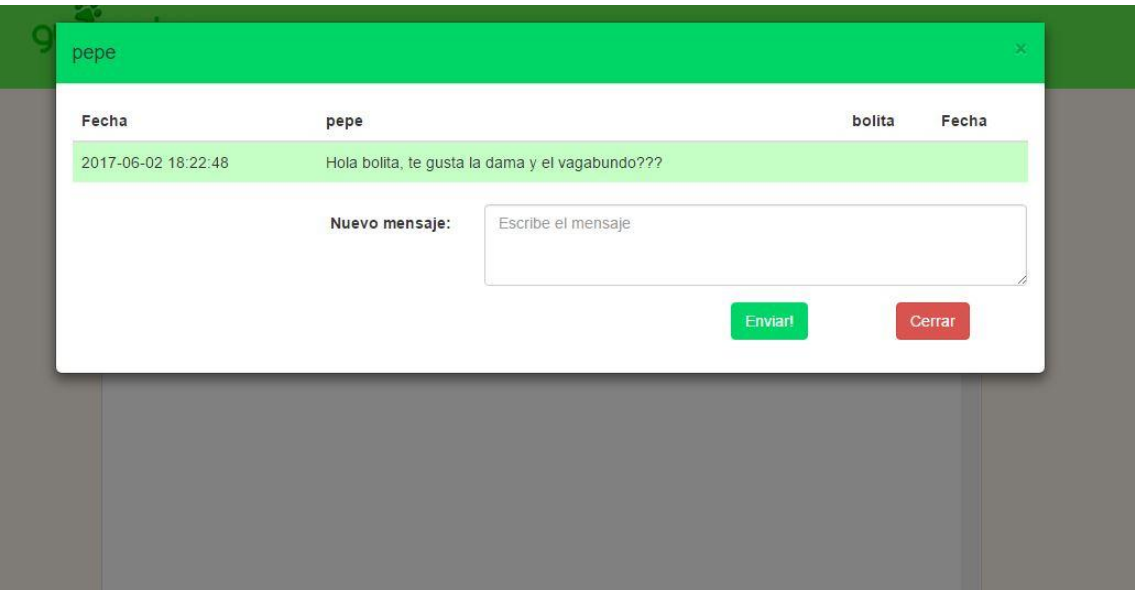 pepe ×
Fecha pepe bolita Fecha
2017-06-02 18:22:48 Hola bolita, te gusta la dama y el vagabundo???
Nuevo mensaje: Escribe el mensaje
Enviar! Cerrar